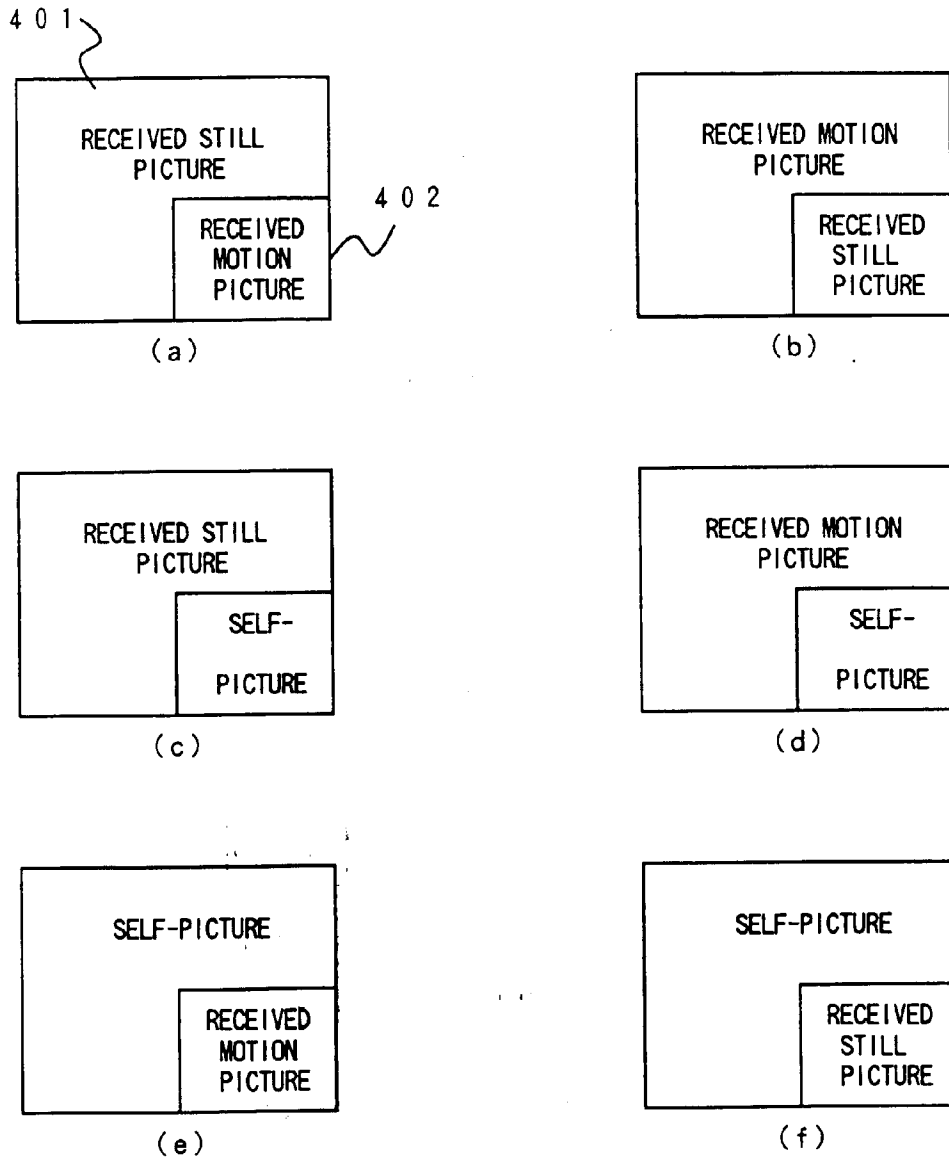 401
RECEIVED STILL
PICTURE
RECEIVED
MOTION
PICTURE
402
(a)
RECEIVED MOTION
PICTURE
RECEIVED
STILL
PICTURE
(b)
RECEIVED STILL
PICTURE
SELF-
PICTURE
(c)
RECEIVED MOTION
PICTURE
SELF-
PICTURE
(d)
SELF-PICTURE
RECEIVED
MOTION
PICTURE
(e)
SELF-PICTURE
RECEIVED
STILL
PICTURE
(f)